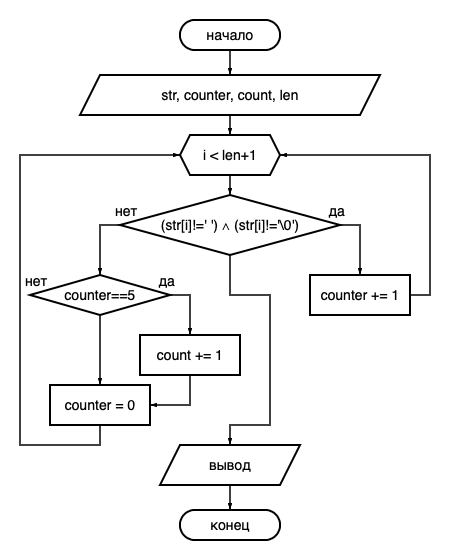 начало
str, counter, count, len
i < len+1
нет
да
(str[i]!=' ') ∧ (str[i]!='\0')
нет
да
counter==5
counter += 1
count += 1
counter = 0
вывод
конец